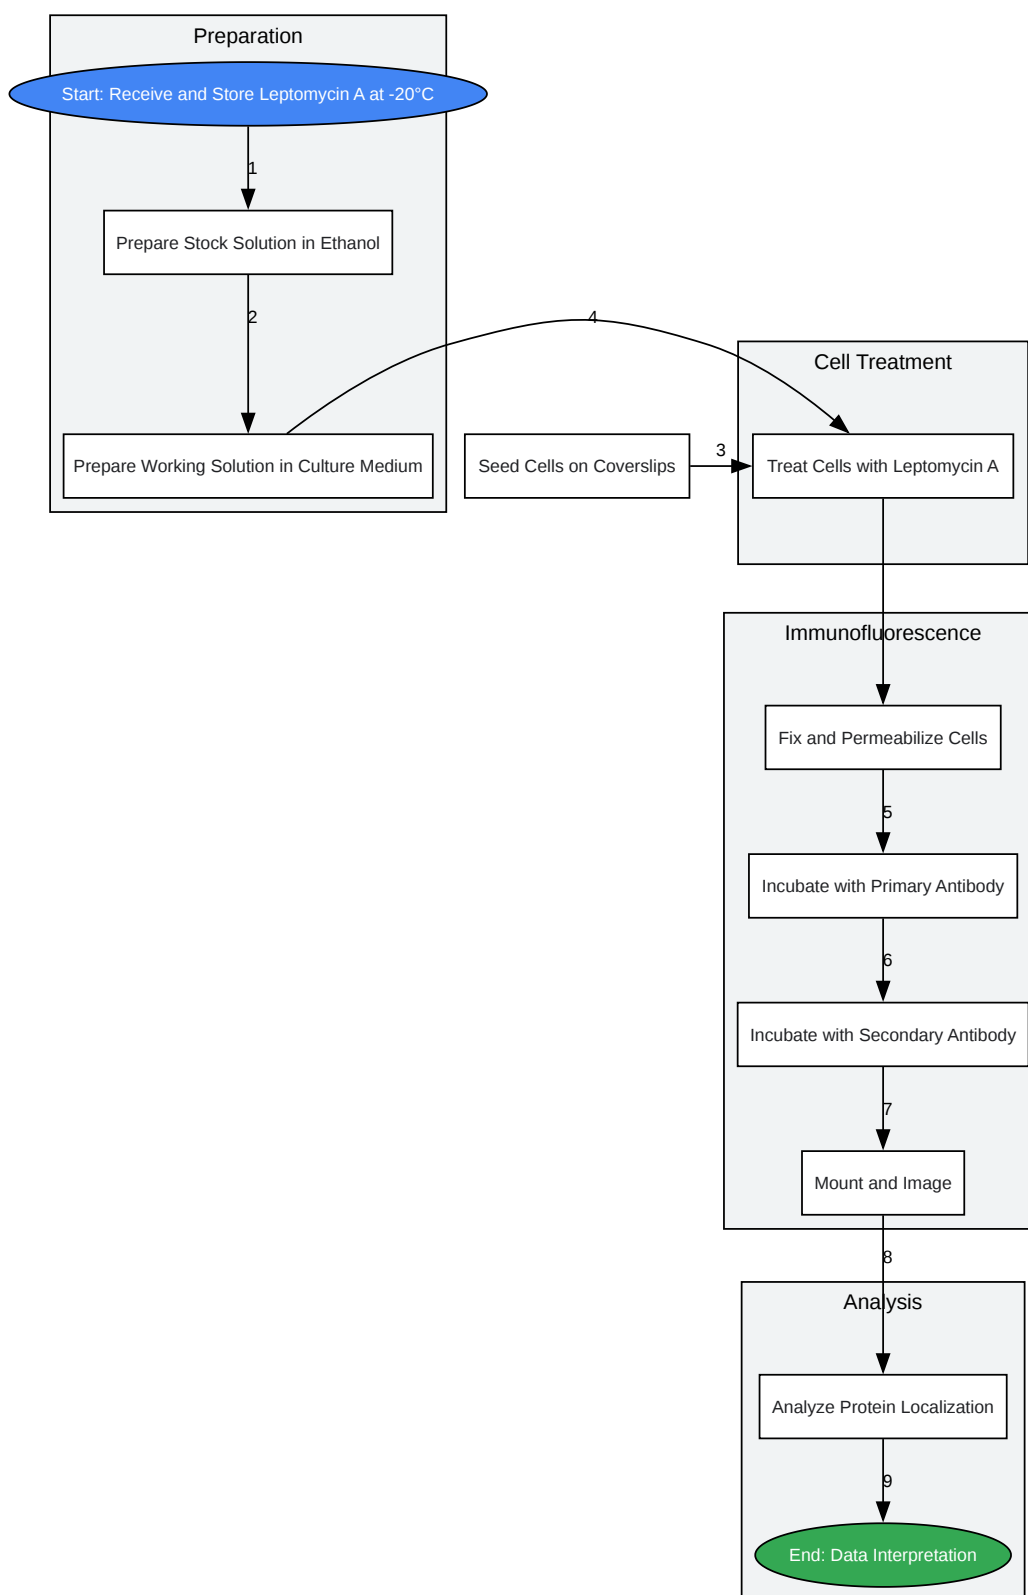 Preparation
Start: Receive and Store Leptomycin A at -20°C
1
Prepare Stock Solution in Ethanol
2
4
Cell Treatment
Prepare Working Solution in Culture Medium
Seed Cells on Coverslips
3
Treat Cells with Leptomycin A
Immunofluorescence
Fix and Permeabilize Cells
5
Incubate with Primary Antibody
6
Incubate with Secondary Antibody
7
Mount and Image
8
Analysis
Analyze Protein Localization
9
End: Data Interpretation